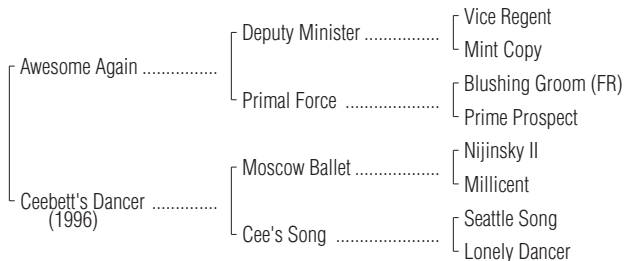 Vice Regent
Deputy Minister ................
Mint Copy
Awesome Again ...............
Blushing Groom (FR)
Primal Force ....................
Prime Prospect
Nijinsky II
Moscow Ballet ..................
Millicent
Ceebett's Dancer .............
(1996)
Seattle Song
Cee's Song ......................
Lonely Dancer